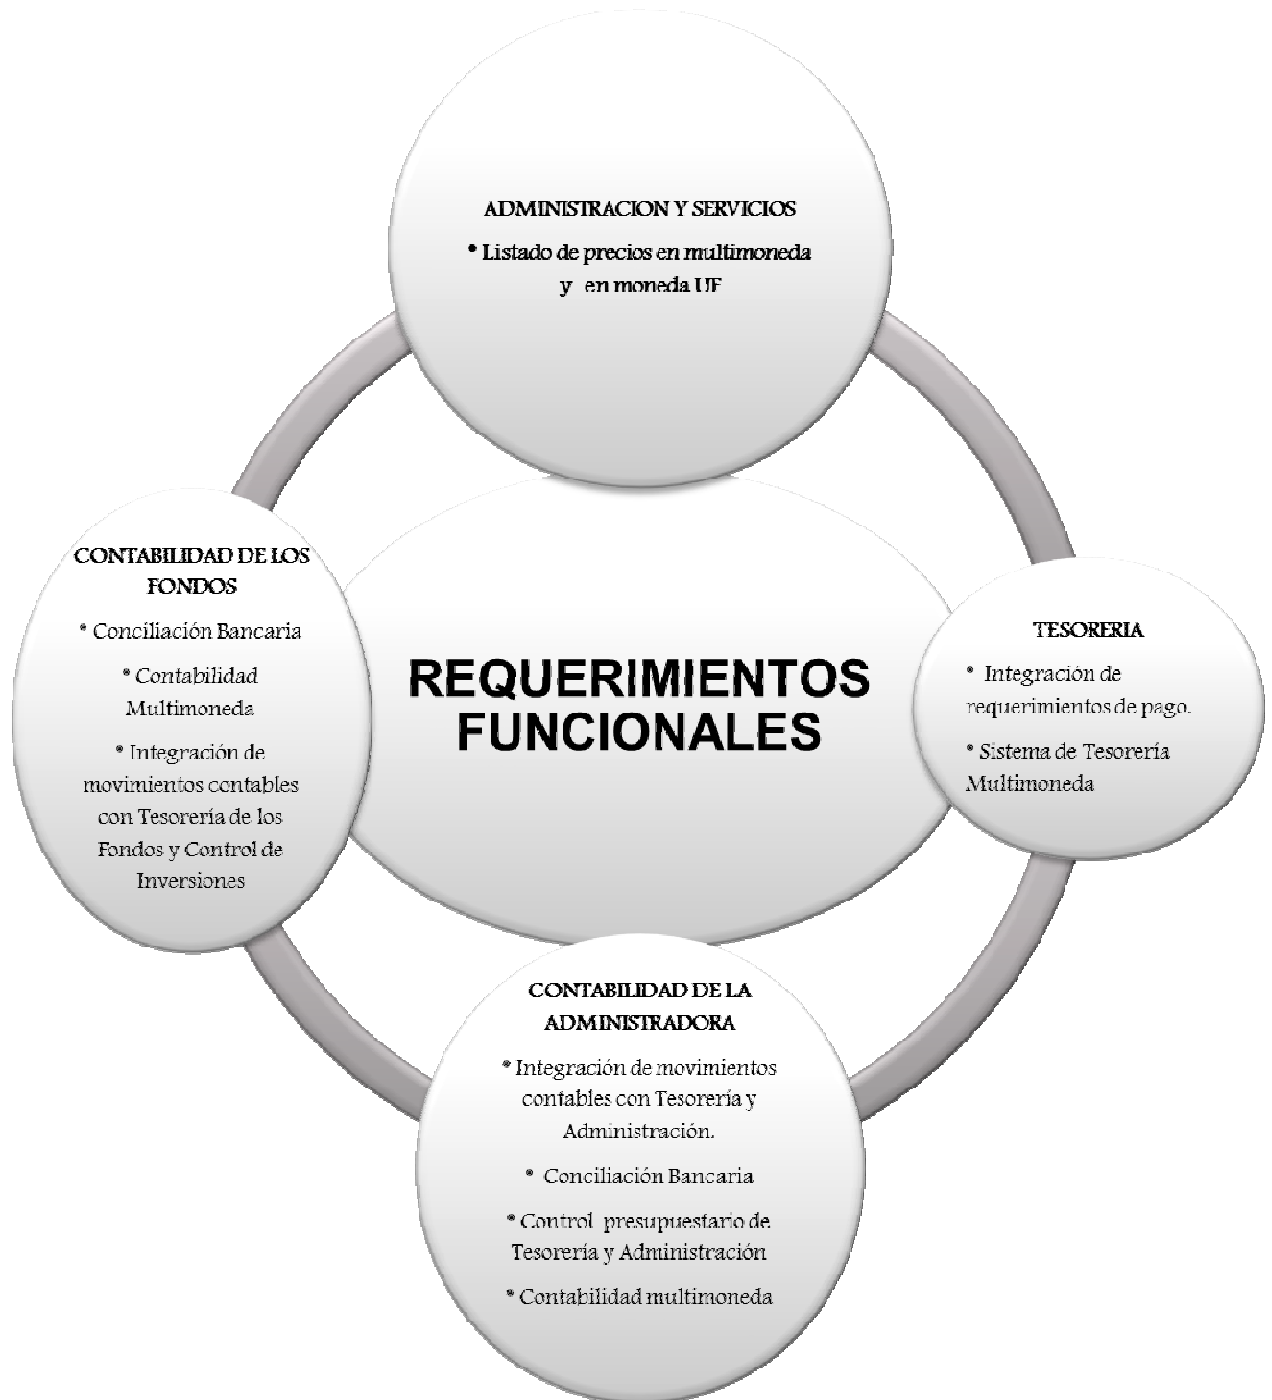 ADMINISTRACION Y SERVICIOS
• Listado de precios en multimoneda
y en moneda UF
CONTABILIDAD DE LOS
FONDOS
• Conciliación Bancaria
• Contabilidad
Multimoneda
• Integración de
movimientos contables
con Tesorería de los
Fondos y Control de
Inversiones
REQUERIMIENTOS
FUNCIONALES
TESORERIA
• Integración de
requerimientos de pago.
• Sistema de Tesorería
Multimoneda
CONTABILIDAD DE LA
ADMINISTRADORA
• Integración de movimientos
contables con Tesorería y
Administración.
• Conciliación Bancaria
• Control presupuestario de
Tesorería y Administración
• Contabilidad multimoneda